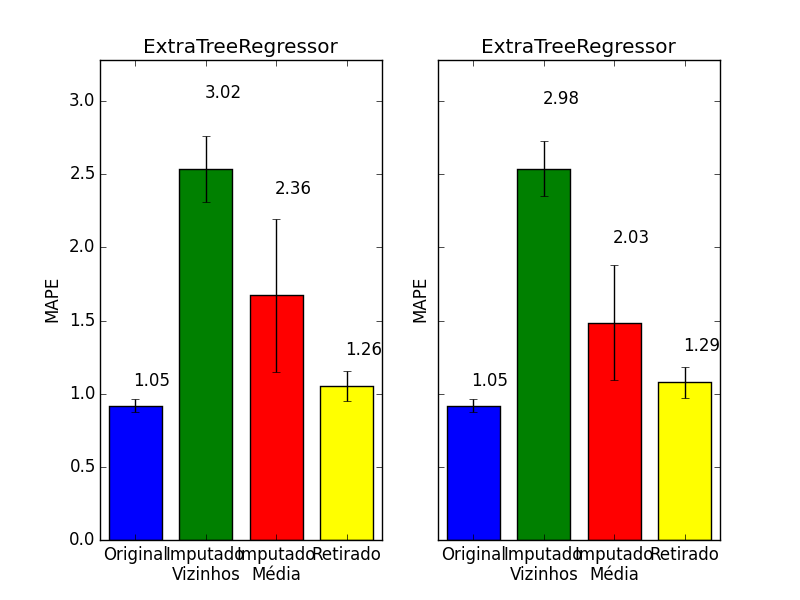 ExtraTreeRegressor
MAPE
3.0
2.5
2.0
1.5
1.0
0.5
0.0
1.05
3.02
2.36
1.26
Original Imputado Imputado Retirado
Vizinhos Média
ExtraTreeRegressor
MAPE
1.05
2.98
2.03
1.29
Original Imputado Imputado Retirado
Vizinhos Média